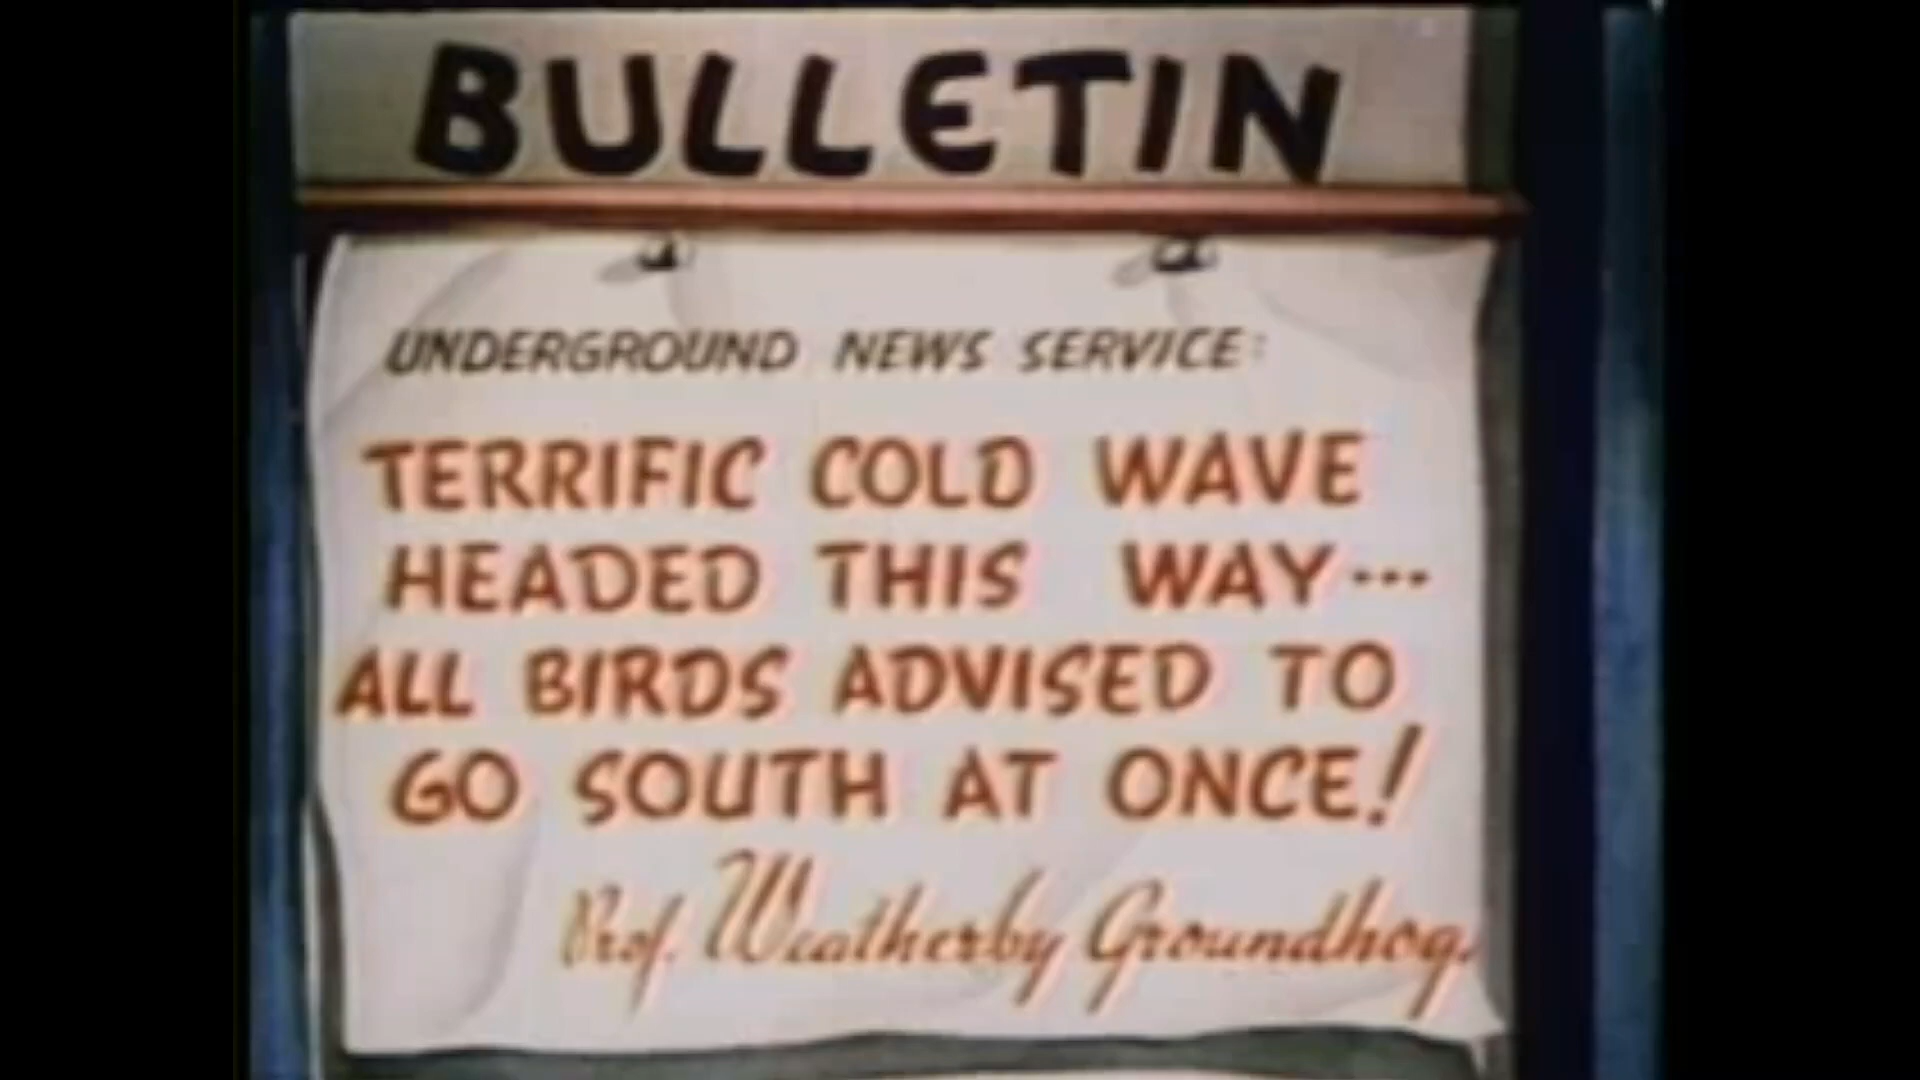 BULLETIN
UNDERGROUND NEWS SERVICE:
TERRIFIC COLD WAVE
HEADED THIS WAY---
ALL BIRDS ADVISED TO
GO SOUTH AT ONCE!
Prof. Weatherby Groundhog.